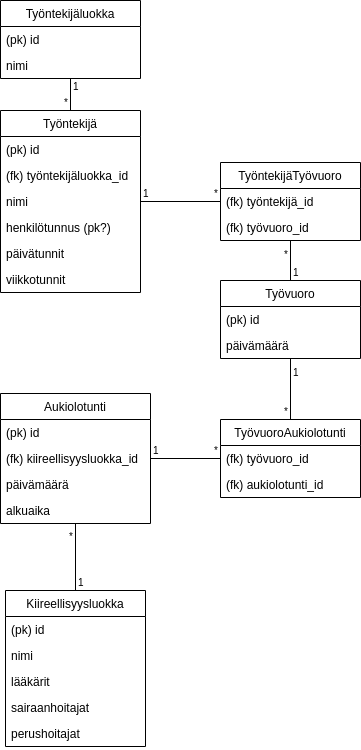 Työntekijäluokka
(pk) id
nimi
1
*
Työntekijä
(pk) id
(fk) työntekijäluokka_id
nimi
henkilötunnus (pk?)
päivätunnit
viikkotunnit
1
*
TyöntekijäTyövuoro
(fk) työntekijä_id
(fk) työvuoro_id
*
1
Työvuoro
(pk) id
päivämäärä
1
*
Aukiolotunti
(pk) id
(fk) kiireellisyysluokka_id
päivämäärä
alkuaika
1
*
TyövuoroAukiolotunti
(fk) työvuoro_id
(fk) aukiolotunti_id
*
1
Kiireellisyysluokka
(pk) id
nimi
lääkärit
sairaanhoitajat
perushoitajat